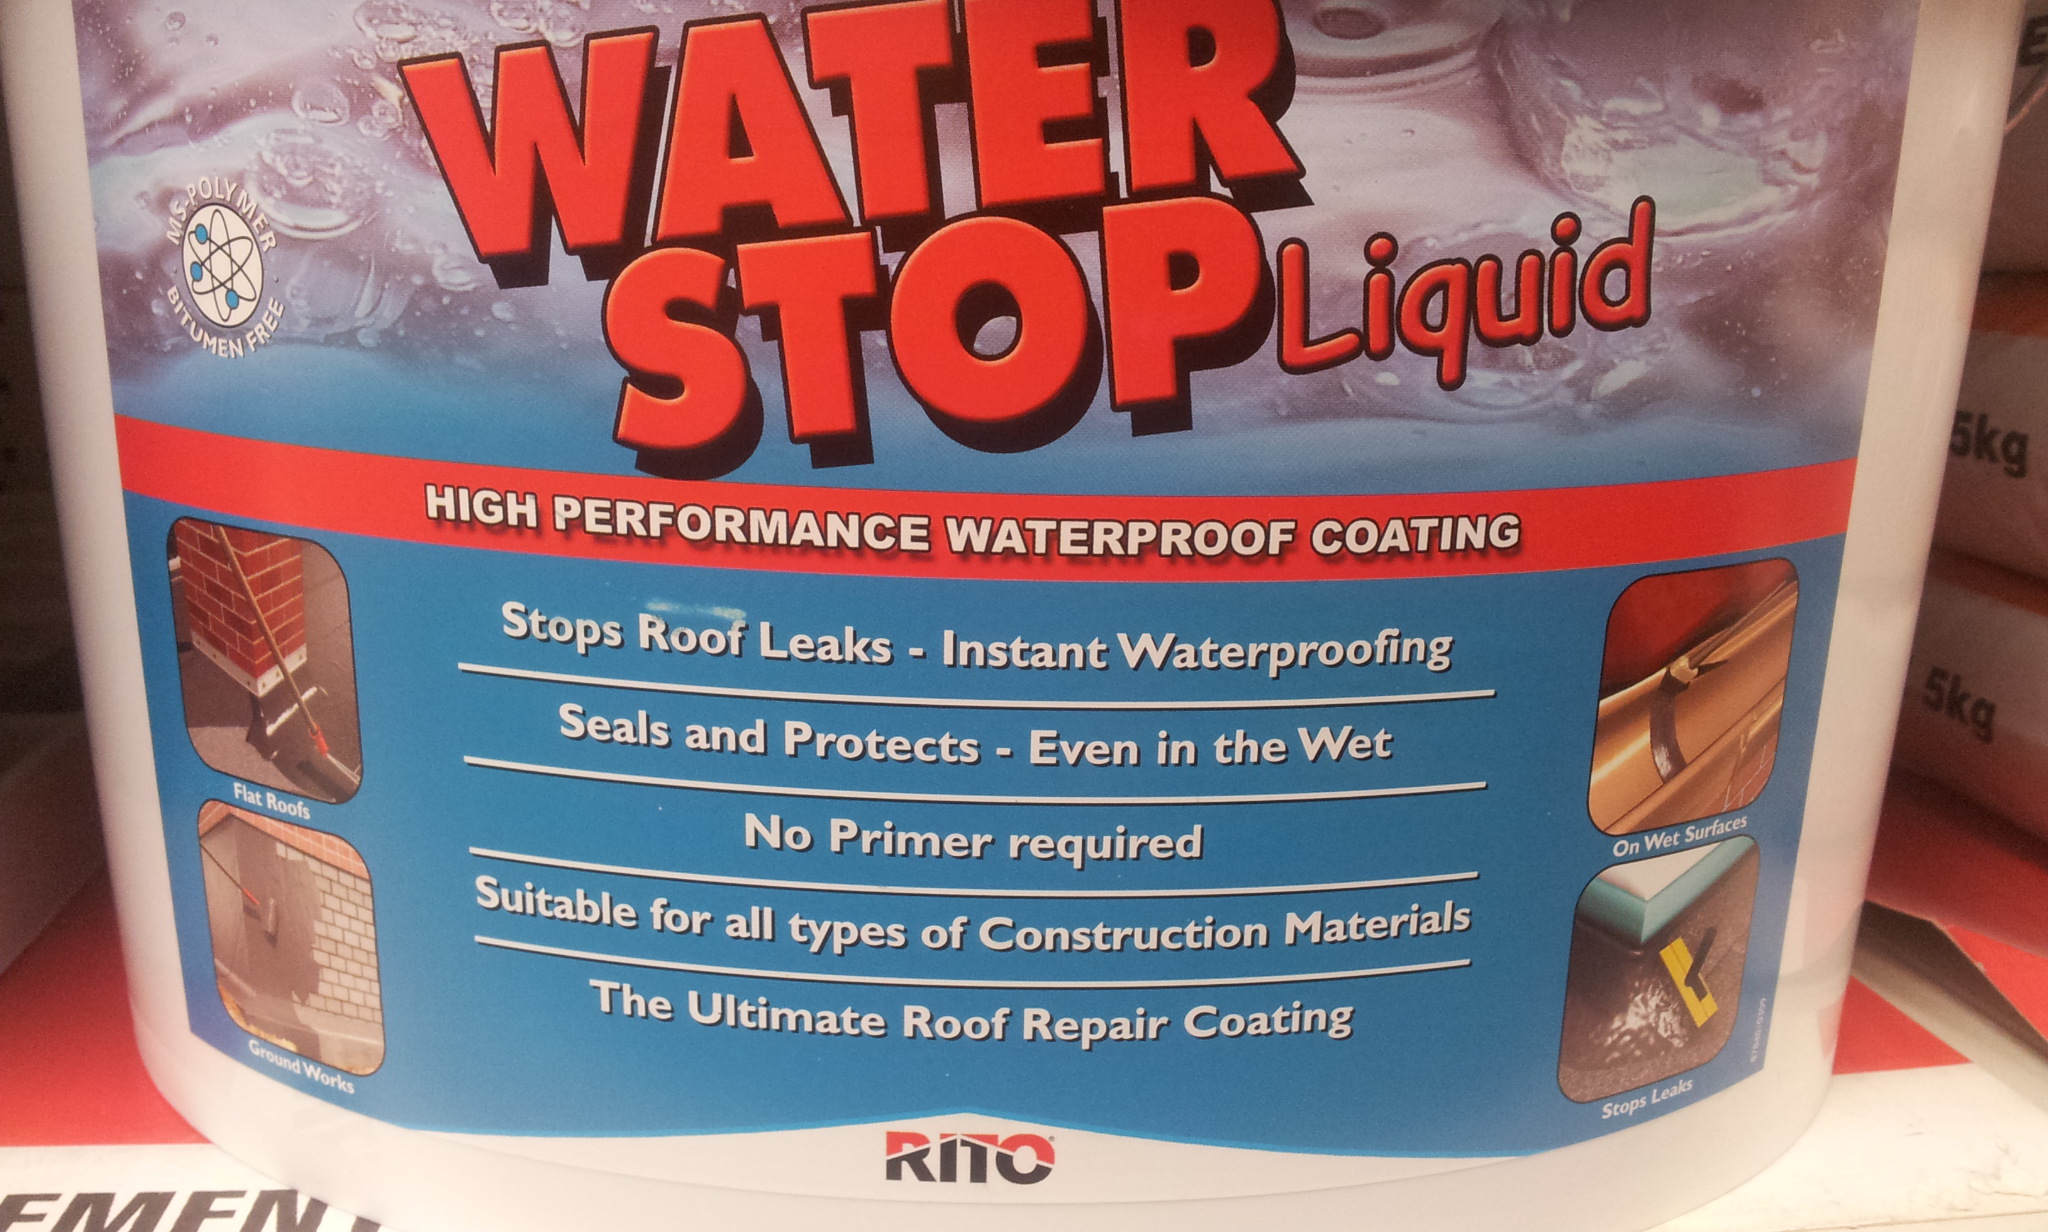 WATER
STOP Liquid
MS-POLYMER
BITUMEN FREE
HIGH PERFORMANCE WATERPROOF COATING
Stops Roof Leaks - Instant Waterproofing
Seals and Protects - Even in the Wet
No Primer required
Suitable for all types of Construction Materials
The Ultimate Roof Repair Coating
Flat Roofs
On Wet Surfaces
Ground Works
Stops Leaks
RITO
5kg
5kg
EMENT